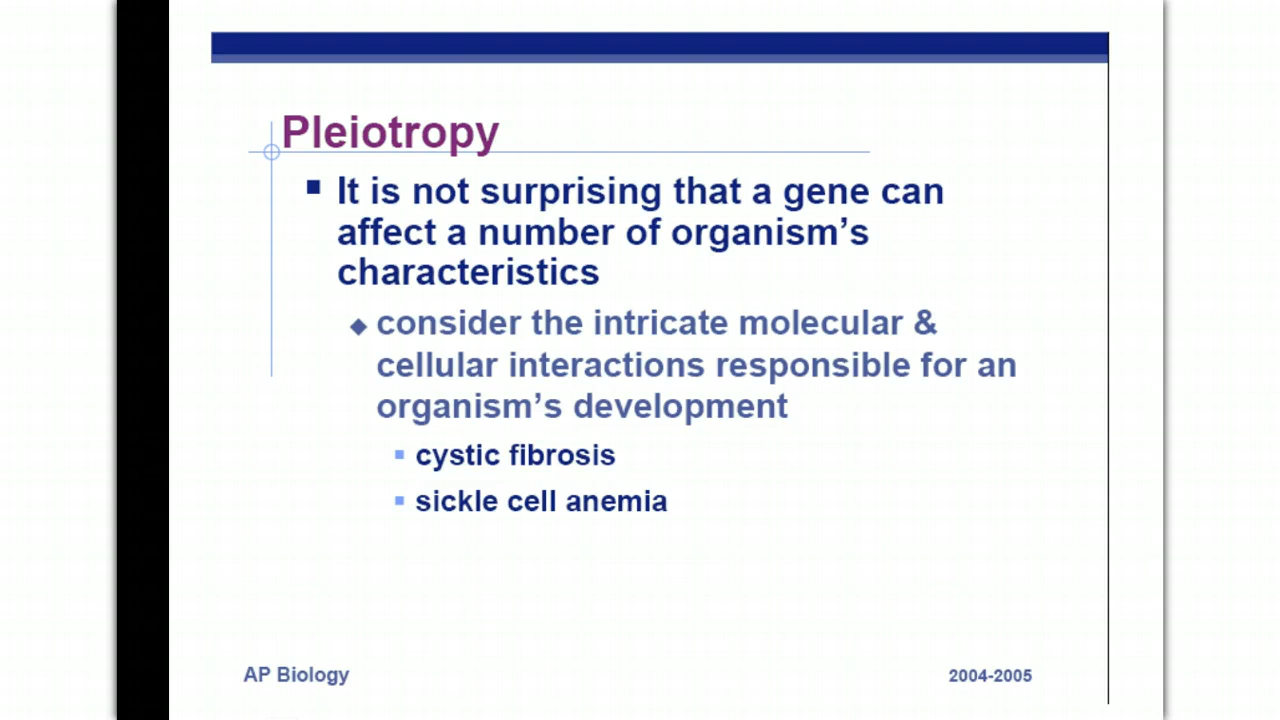 Pleiotropy
It is not surprising that a gene can
affect a number of organism’s
characteristics
consider the intricate molecular &
cellular interactions responsible for an
organism’s development
cystic fibrosis
sickle cell anemia
AP Biology
2004-2005